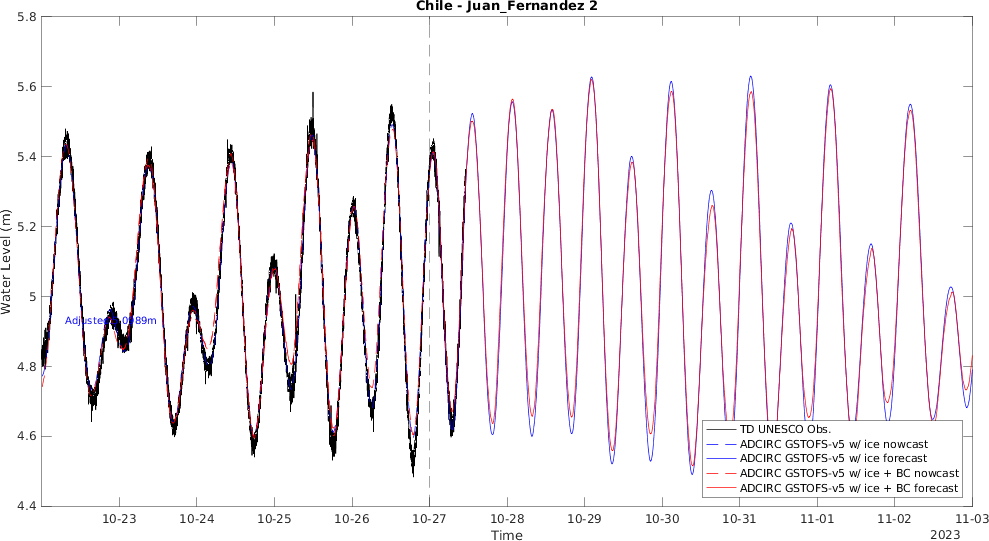 Chile - Juan_Fernandez 2
Water Level (m)
5.8
5.6
5.4
5.2
5
4.8
4.6
4.4
10-23
10-24
10-25
10-26
10-27
10-28
10-29
10-30
10-31
11-01
11-02
11-03
2023
Time
TD UNESCO Obs.
ADCIRC GSTOFS-v5 w/ ice nowcast
ADCIRC GSTOFS-v5 w/ ice forecast
ADCIRC GSTOFS-v5 w/ ice + BC nowcast
ADCIRC GSTOFS-v5 w/ ice + BC forecast